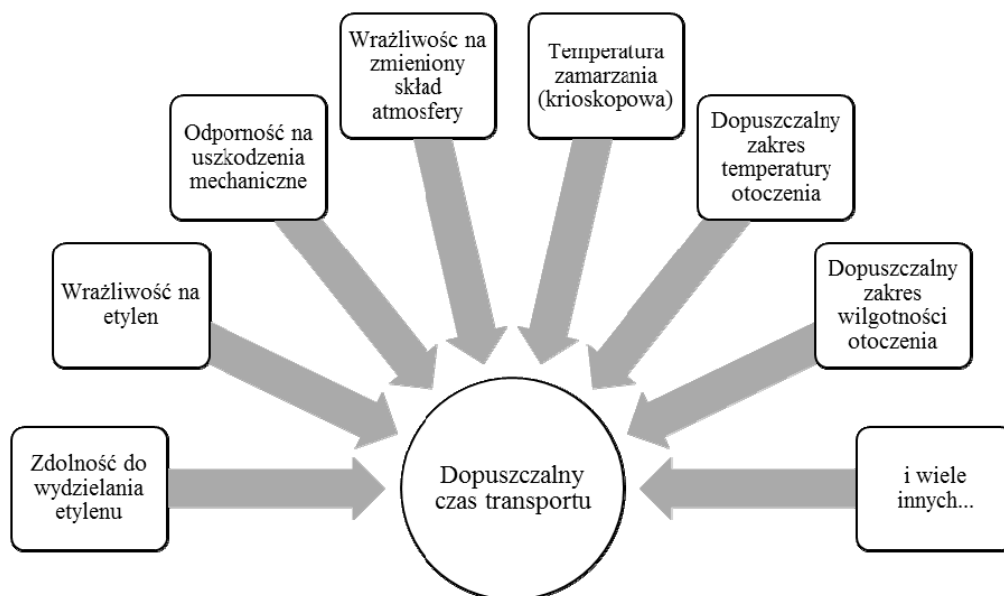 Zdolność do
wydzielania
etylenu
Wrażliwość na
etylen
Odporność na
uszkodzenia
mechaniczne
Wrażliwośc na
zmieniony
skład
atmosfery
Temperatura
zamarzania
(krioskopowa)
Dopuszczalny
zakres
temperatury
otoczenia
Dopuszczalny
zakres
wilgotności
otoczenia
i wiele
innych...
Dopuszczalny
czas transportu